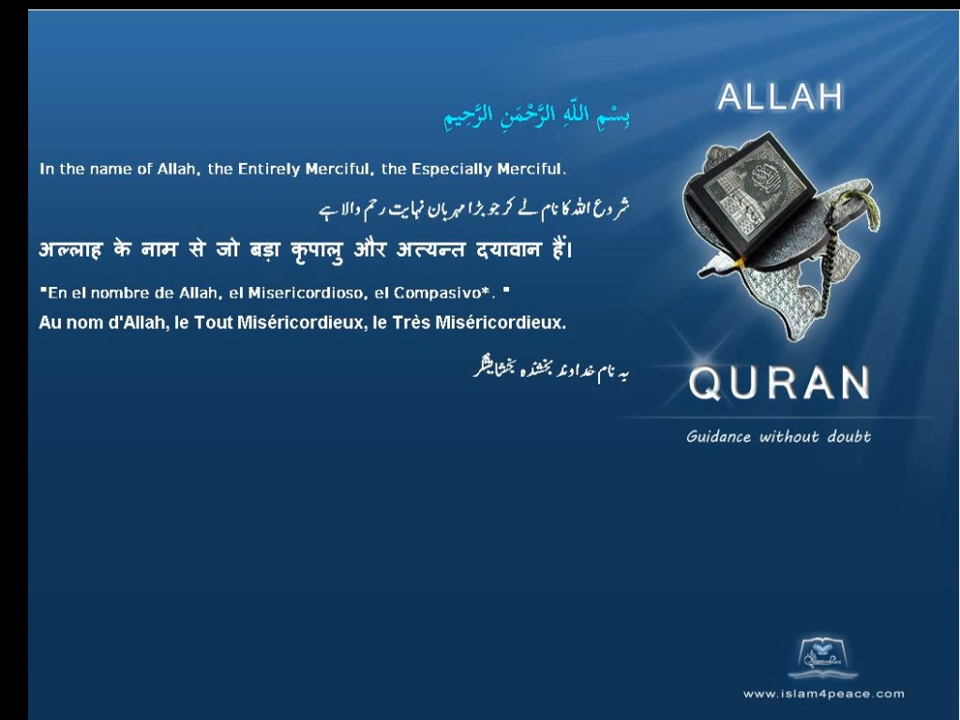 بِسْمِ اللّهِ الرَّحْمَنِ الرَّحِيمِ
In the name of Allah, the Entirely Merciful, the Especially Merciful.
شروع اللہ کا نام لے کر جو بڑا مہربان نہایت رحم والا ہے
अल्लाह के नाम से जो बड़ा कृपालु और अत्यन्त दयावान हैं।
"En el nombre de Allah, el Misericordioso, el Compasivo*. "
Au nom d'Allah, le Tout Miséricordieux, le Très Miséricordieux.
به نام خداوند بخشنده بخشایشگر
ALLAH
QURAN
Guidance without doubt
www.islam4peace.com